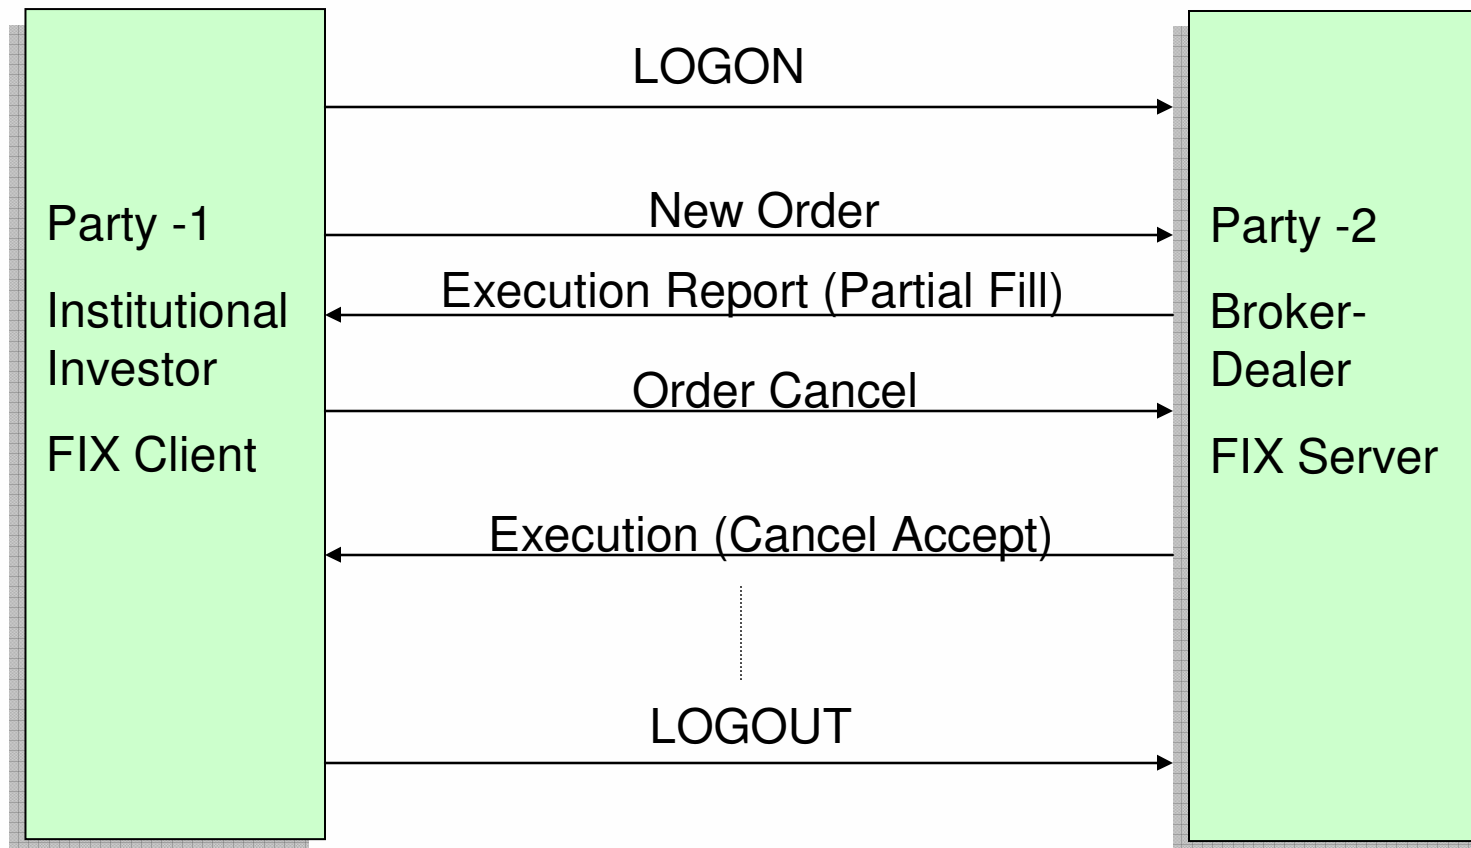 LOGON
Party -1
Institutional
Investor
FIX Client
New Order
Execution Report (Partial Fill)
Order Cancel
Execution (Cancel Accept)
LOGOUT
Party -2
Broker-
Dealer
FIX Server